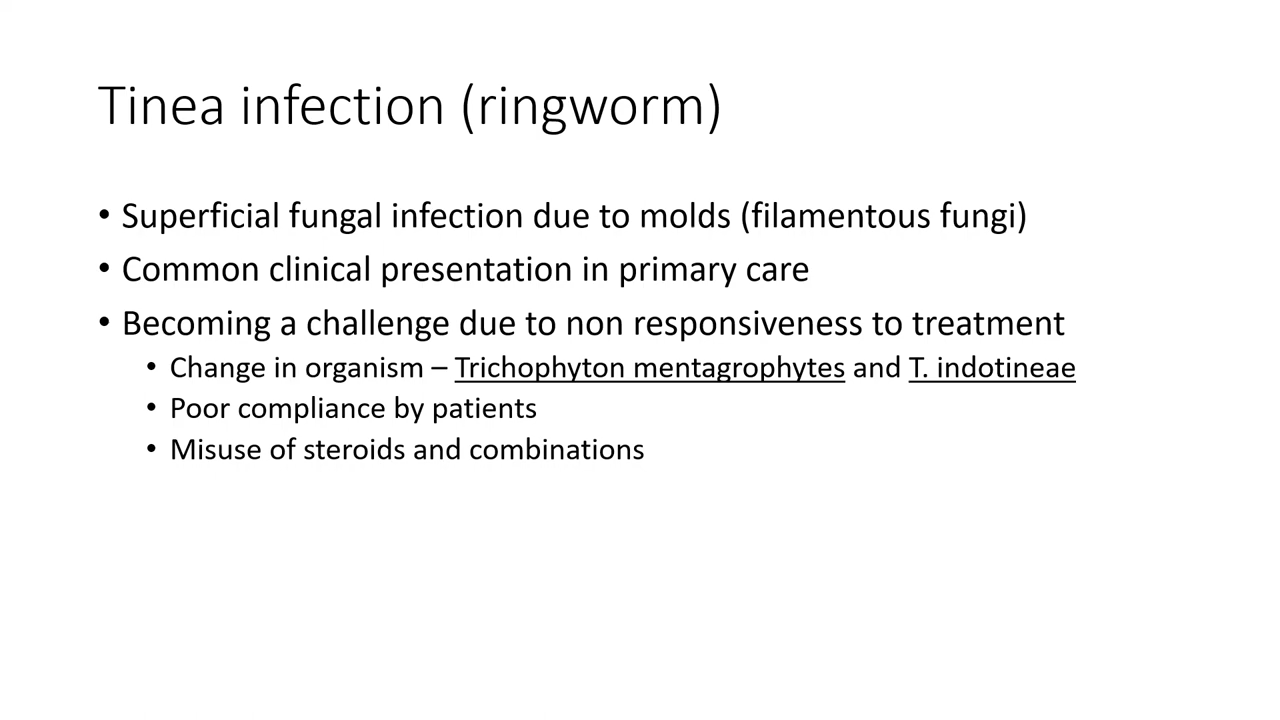 Tinea infection (ringworm)
• Superficial fungal infection due to molds (filamentous fungi)
• Common clinical presentation in primary care
• Becoming a challenge due to non responsiveness to treatment
• Change in organism – Trichophyton mentagrophytes and T. indotineae
• Poor compliance by patients
• Misuse of steroids and combinations